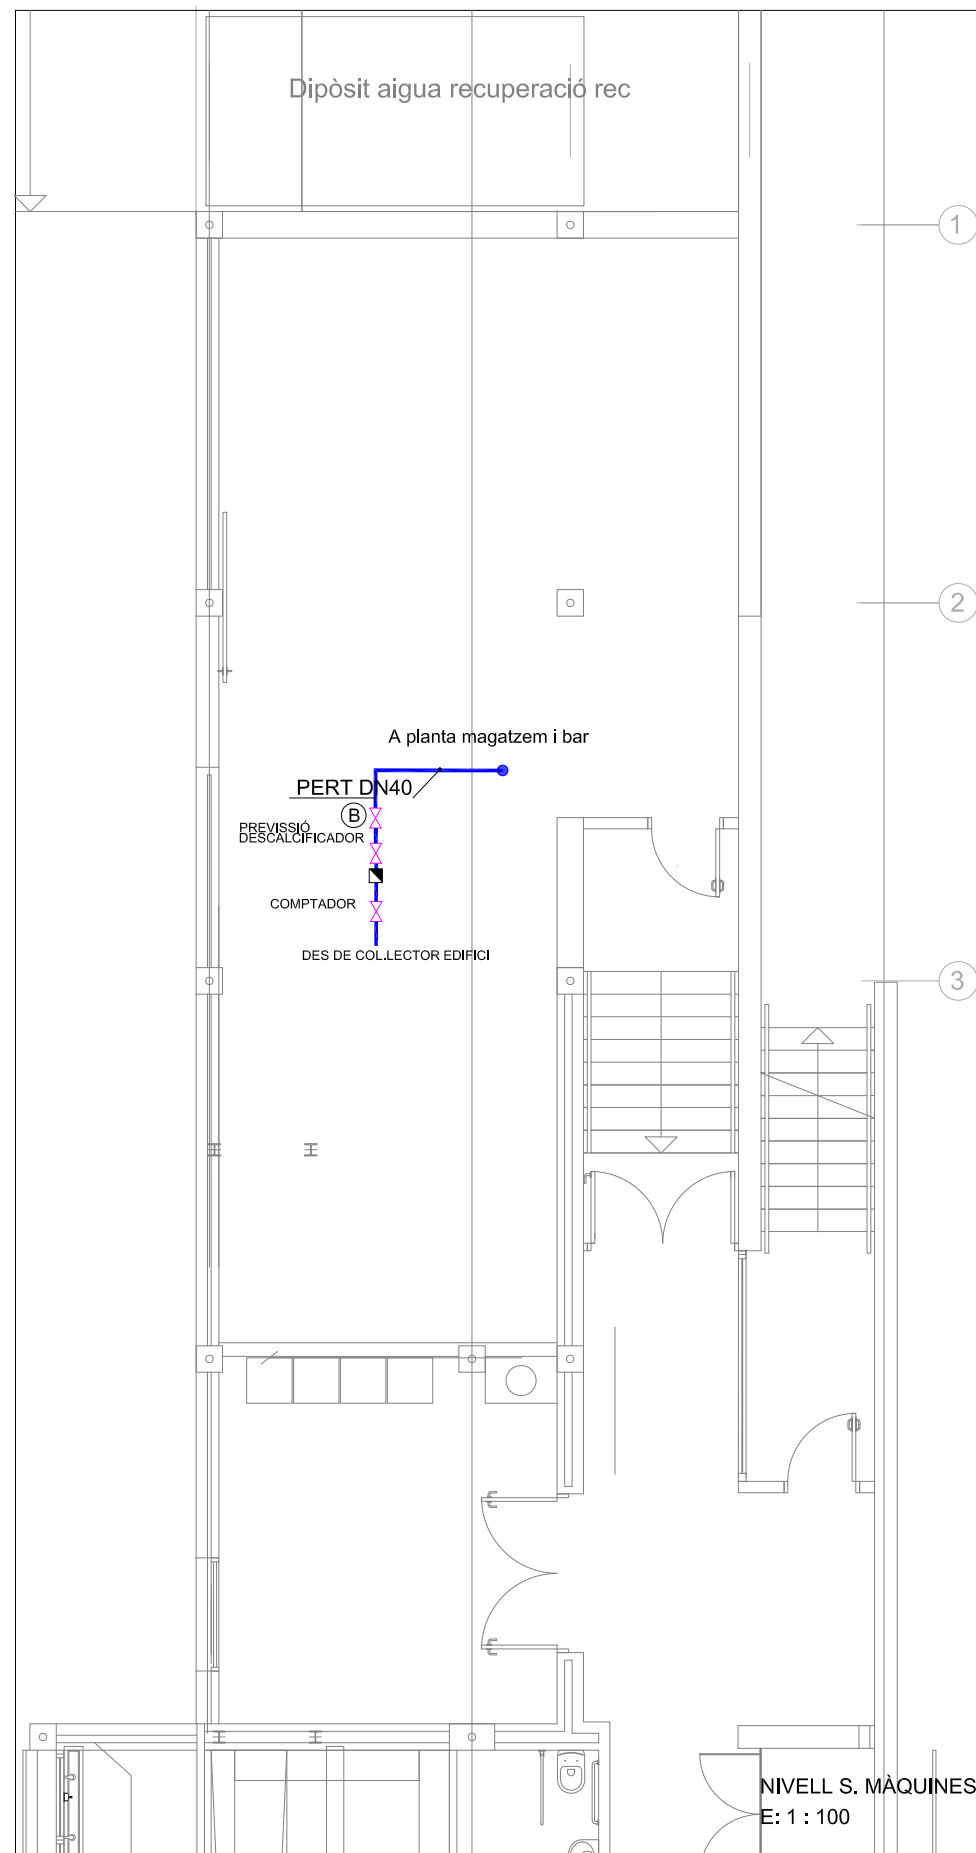 Dipòsit aigua recuperació rec
1
2
A planta magatzem i bar
PERT DN40
B
PREVISSIÓ
DESCALCIFICADOR
COMPTADOR
DES DE COL.LECTOR EDIFICI
3
NIVELL S. MÀQUINES
E: 1 : 100